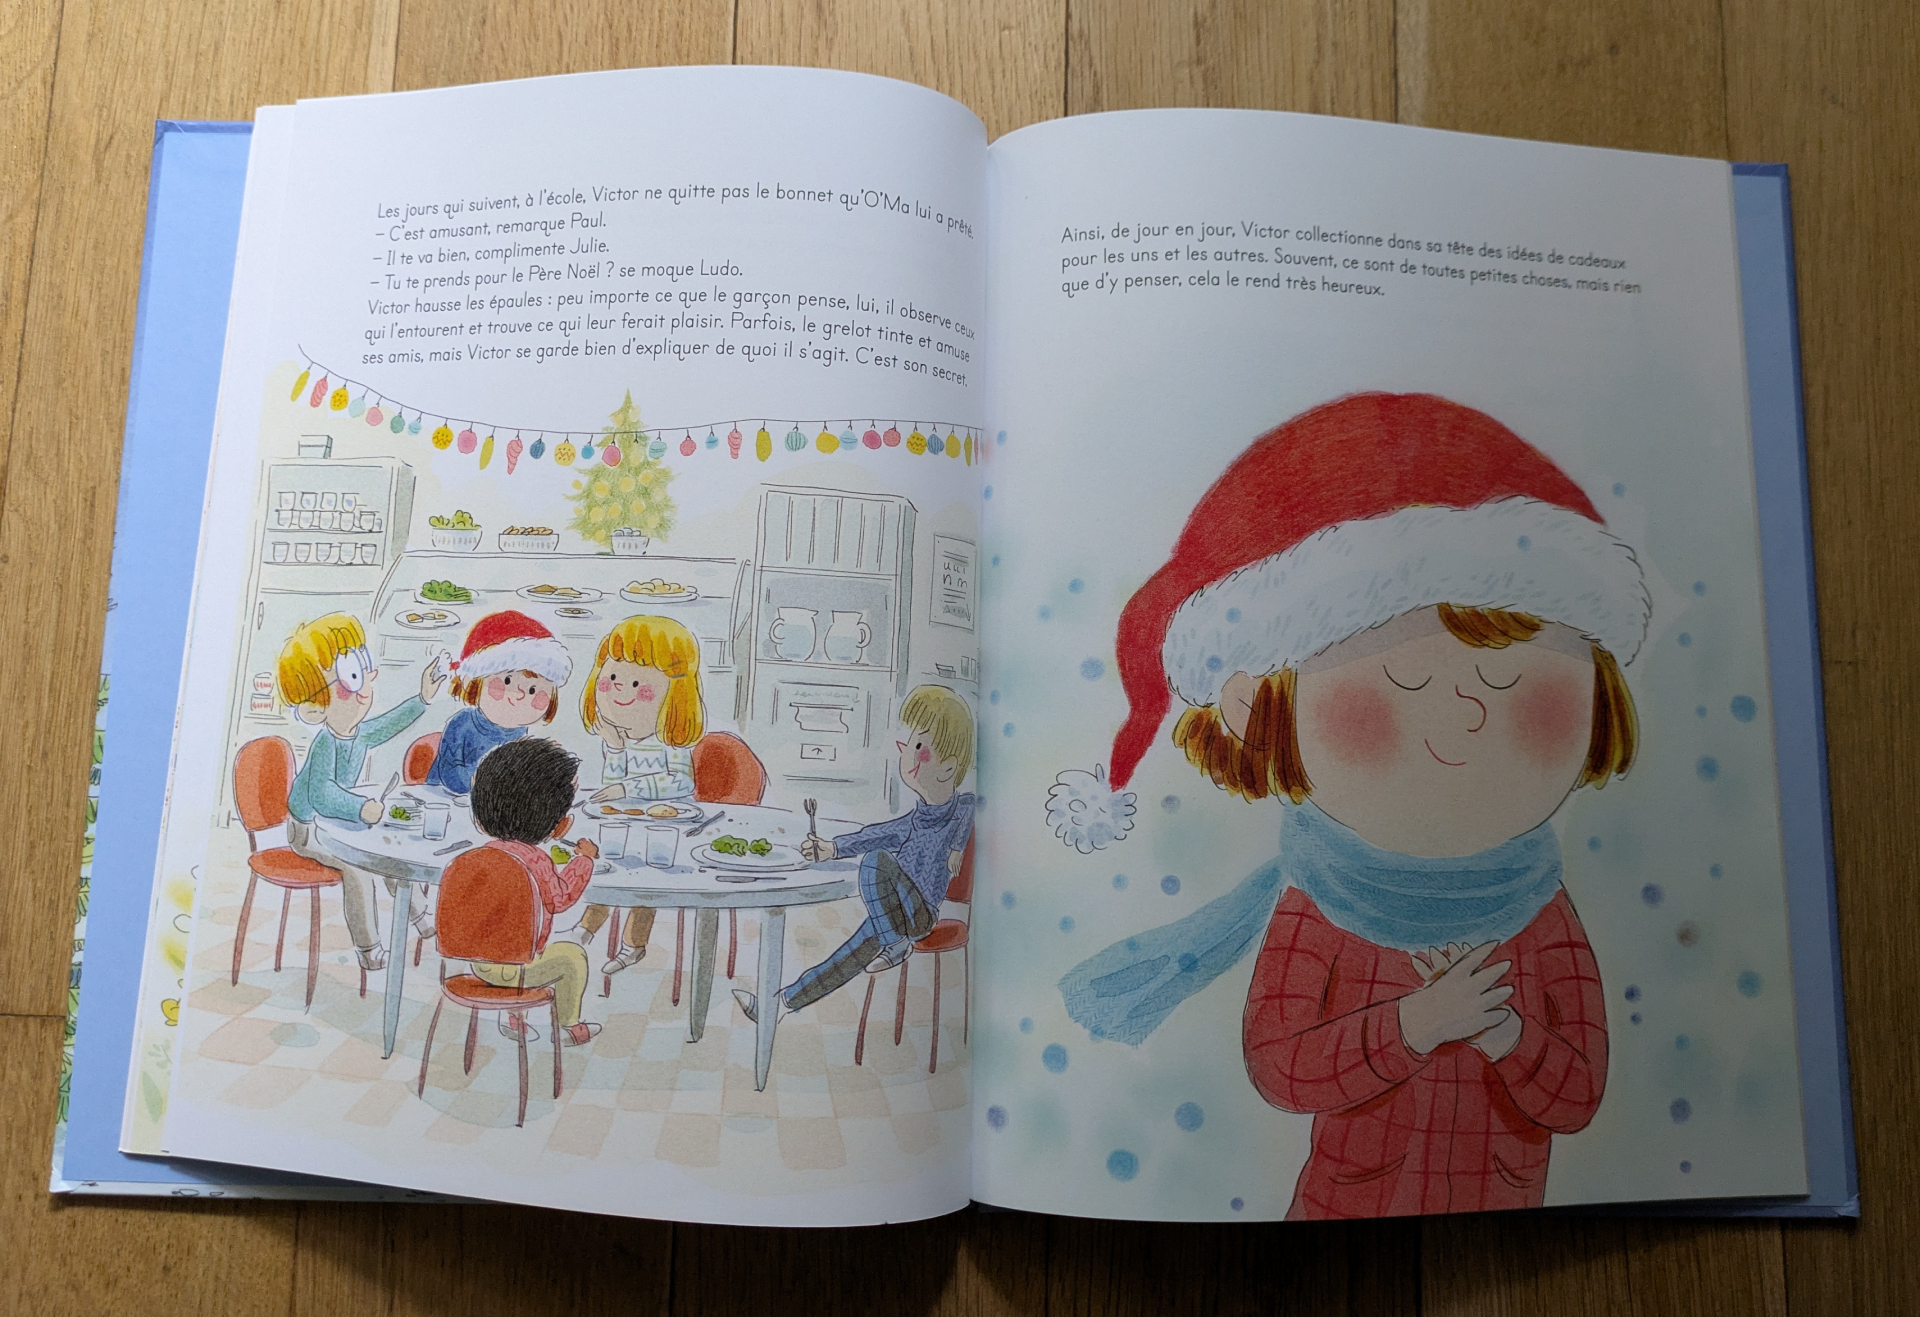 Les jours qui suivent, à l'école, Victor ne quitte pas le bonnet qu'O'Ma lui a prêté.
– C'est amusant, remarque Paul.
– Il te va bien, complimente Julie.
– Tu te prends pour le Père Noël ? se moque Ludo.
Victor hausse les épaules : peu importe ce que le garçon pense, lui, il observe ceux
qui l'entourent et trouve ce qui leur ferait plaisir. Parfois, le grelot tinte et amuse
ses amis, mais Victor se garde bien d'expliquer de quoi il s'agit. C'est son secret.
Ainsi, de jour en jour, Victor collectionne dans sa tête des idées de cadeaux
pour les uns et les autres. Souvent, ce sont de toutes petites choses, mais rien
que d'y penser, cela le rend très heureux.